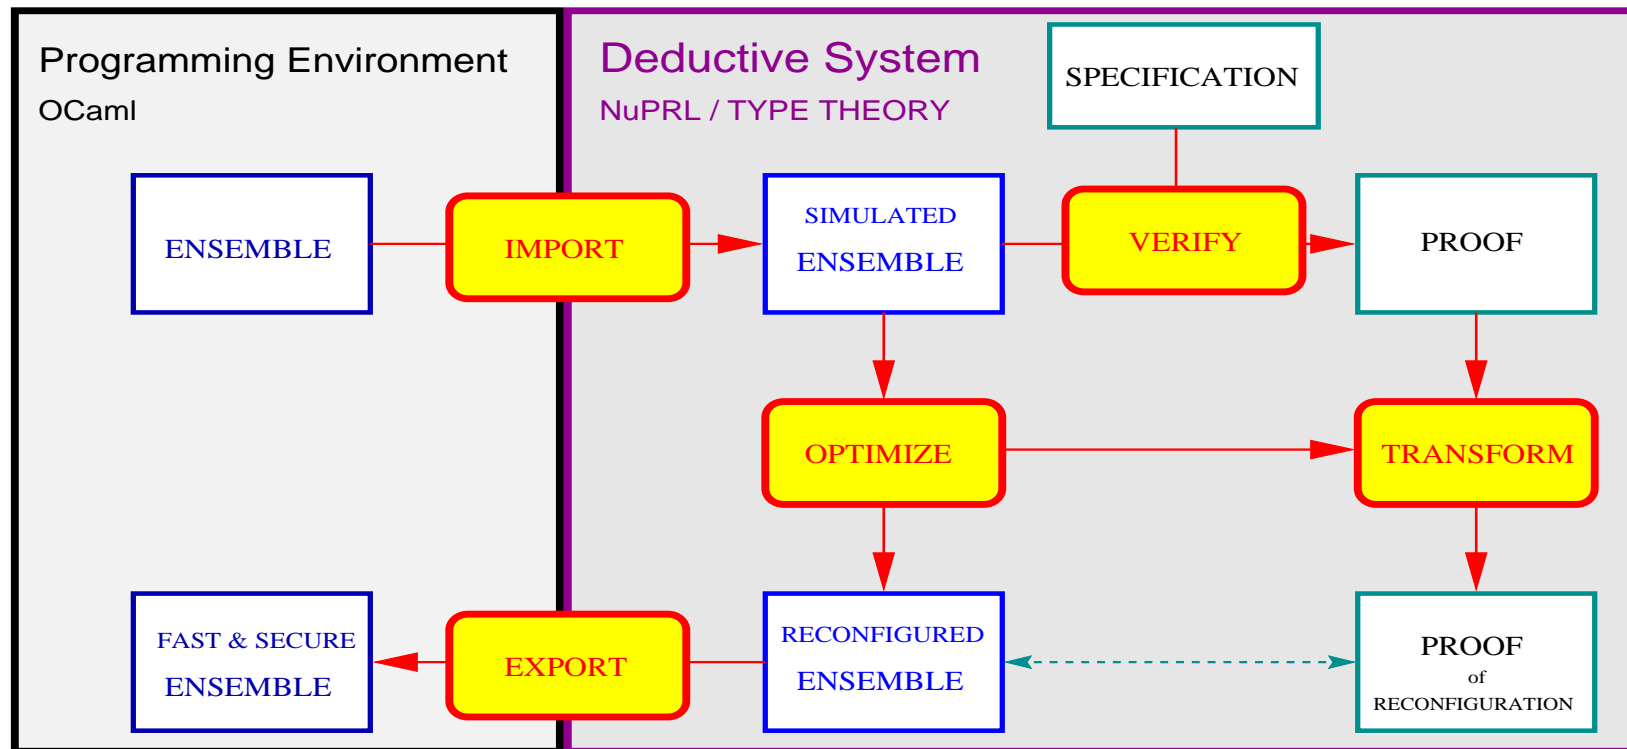 Programming Environment
OCaml
Deductive System
NuPRL / TYPE THEORY
SPECIFICATION
ENSEMBLE
IMPORT
SIMULATED
ENSEMBLE
VERIFY
PROOF
OPTIMIZE
TRANSFORM
FAST & SECURE
ENSEMBLE
EXPORT
RECONFIGURED
ENSEMBLE
PROOF
of
RECONFIGURATION